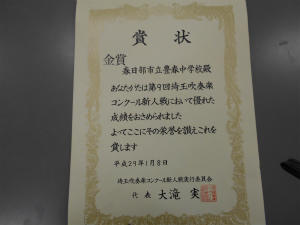 賞状
金賞
春日部市立豊春中学校殿
あなたがたは第9回埼玉吹奏楽
コンクール新人戦において優れた
成績をおさめられました
よってここにその栄誉を讃えこれを
賞します
平成29年1月8日
埼玉吹奏楽コンクール新人戦実行委員会
代表 大滝 実